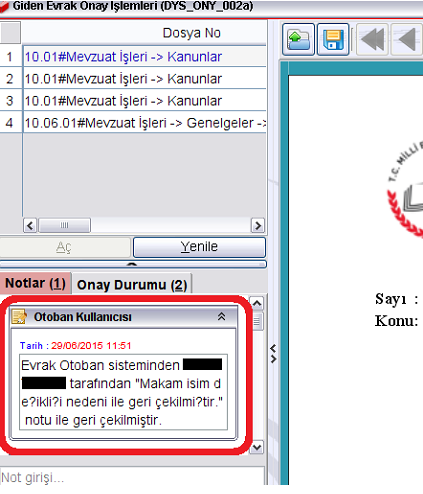 Giden Evrak Onay İşlemleri (DYS_ONY_002a)
Dosya No
1 10.01#Mevzuat İşleri -> Kanunlar
2 10.01#Mevzuat İşleri -> Kanunlar
3 10.01#Mevzuat İşleri -> Kanunlar
4 10.06.01#Mevzuat İşleri -> Genelgeler ->
Aç Yenile
Notlar (1) Onay Durumu (2)
Otoban Kullanıcısı
Tarih : 29/06/2015 11:51
Evrak Otoban sisteminden
tarafından "Makam isim d
e?ikli?i nedeni ile geri çekilmi?tir."
notu ile geri çekilmiştir.
Not girişi...
T.C. MİLLİ
Sayı :
Konu: